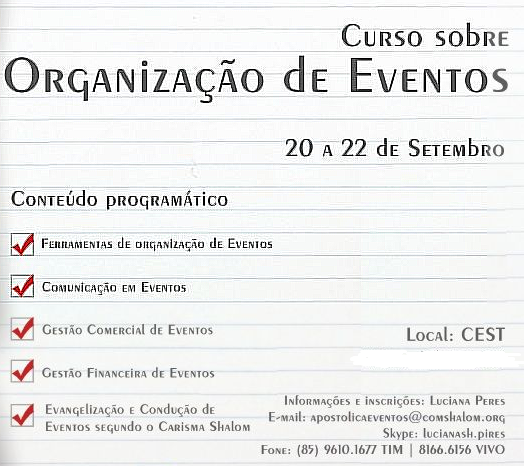 Curso sobre
Organização de Eventos
20 a 22 de Setembro
Conteúdo programático
Ferramentas de organização de Eventos
Comunicação em Eventos
Gestão Comercial de Eventos
Gestão Financeira de Eventos
Evangelização e Condução de
Eventos segundo o Carisma Shalom
Local: CEST
Informações e inscrições: Luciana Peres
E-mail: apostolicaeventos@comshalom.org
Skype: lucianash.pires
Fone: (85) 9610.1677 TIM | 8166.6156 VIVO